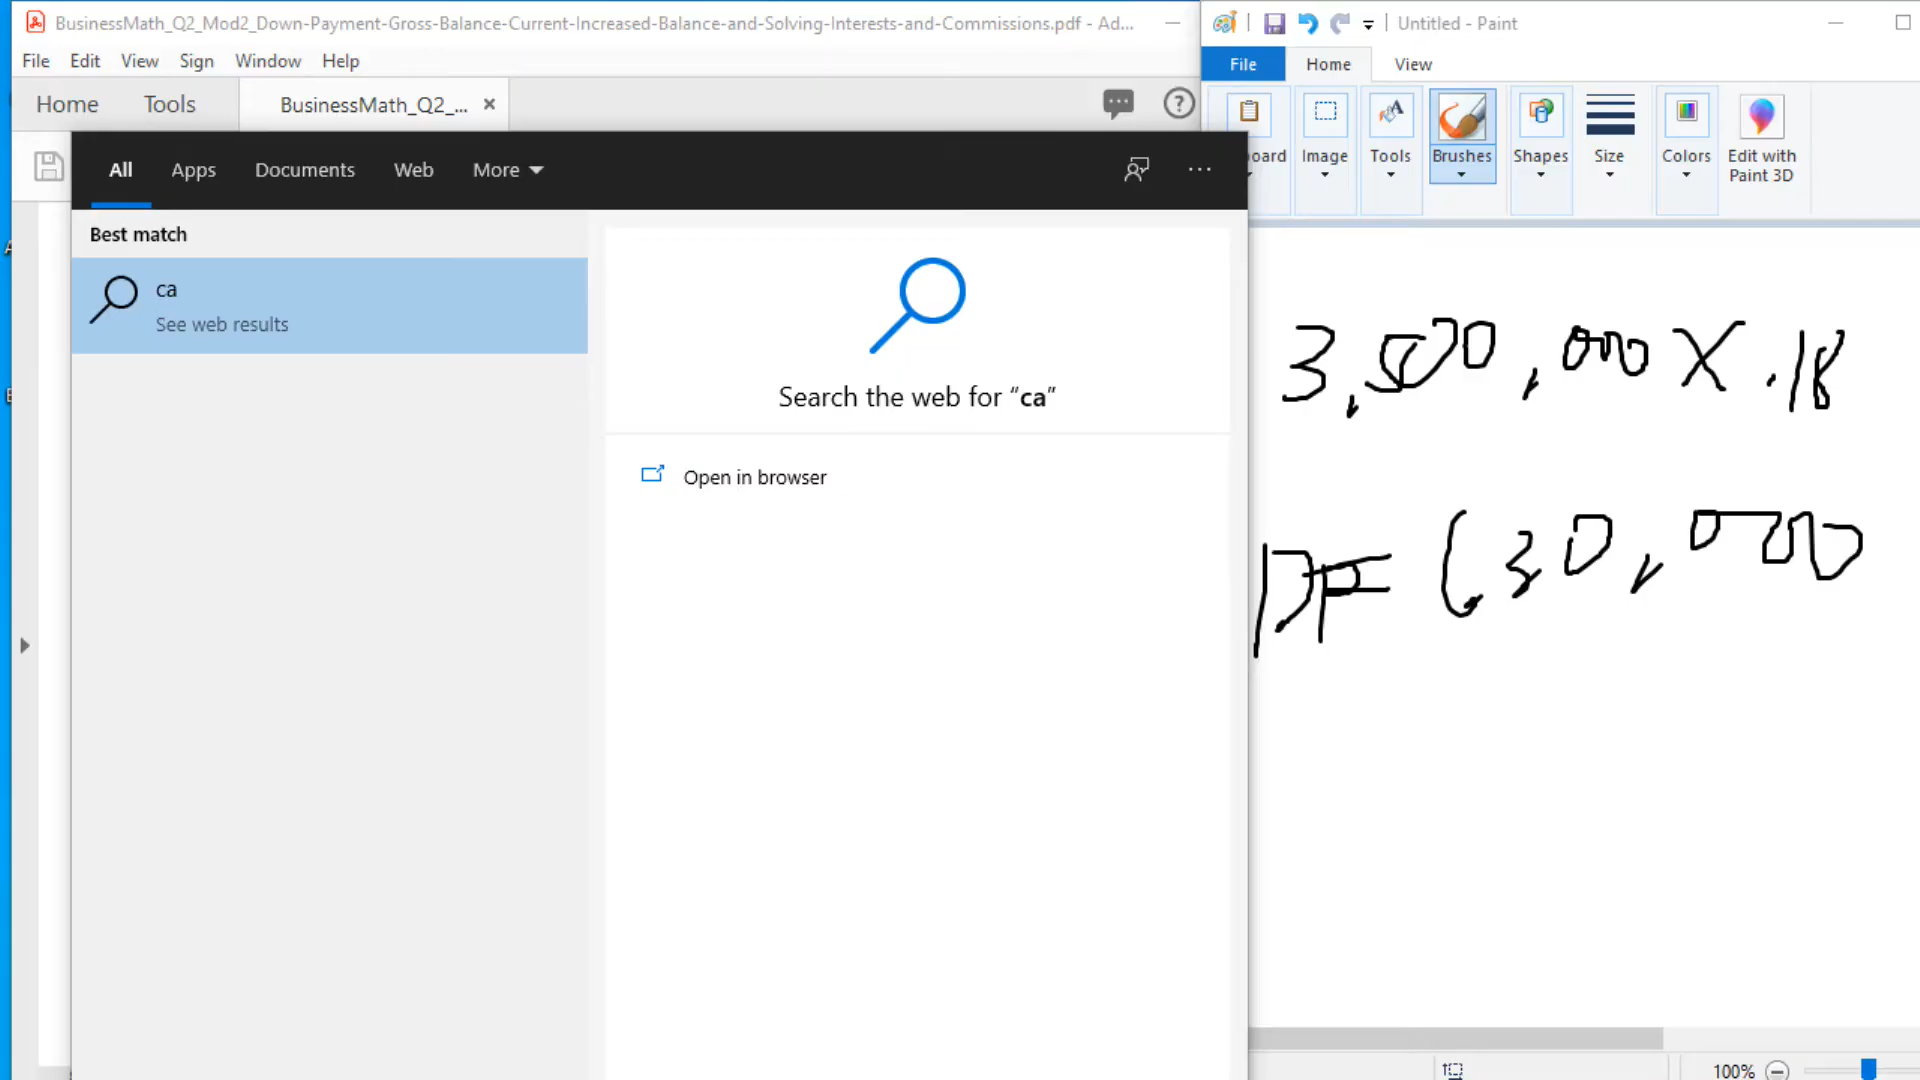 BusinessMath_Q2_Mod2_Down-Payment-Gross-Balance-Current-Increased-Balance-and-Solving-Interests-and-Commissions.pdf - Ad...
File Edit View Sign Window Help
Home Tools BusinessMath_Q2_...
All Apps Documents Web More
Best match
ca
See web results
Search the web for “ca”
Open in browser
Untitled - Paint
File Home View
board Image Tools Brushes Shapes Size Colors Edit with
Paint 3D
3,500,000 X .18
DP= 630,000
100%